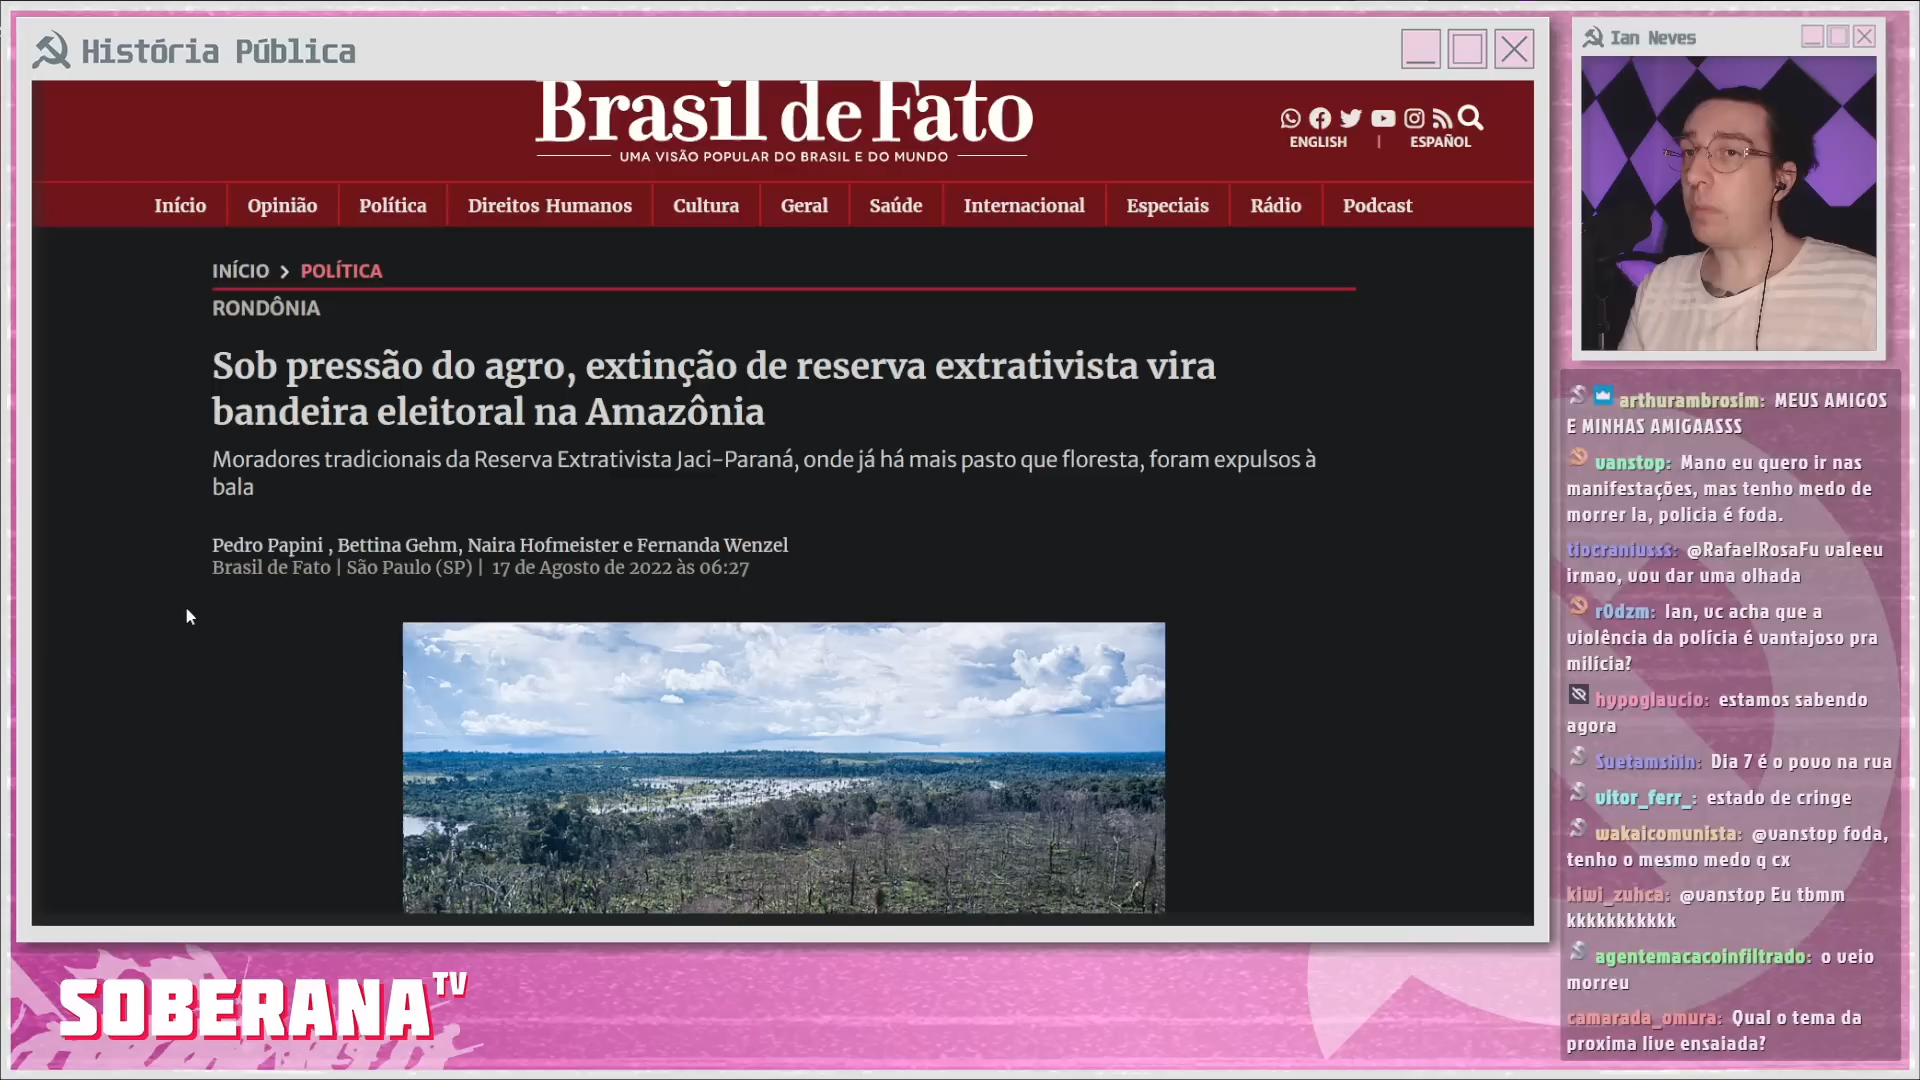 História Pública
Brasil de Fato
UMA VISÃO POPULAR DO BRASIL E DO MUNDO
ENGLISH | ESPAÑOL
Início
Opinião
Política
Direitos Humanos
Cultura
Geral
Saúde
Internacional
Especiais
Rádio
Podcast
INÍCIO > POLÍTICA
RONDÔNIA
Sob pressão do agro, extinção de reserva extrativista vira
bandeira eleitoral na Amazônia
Moradores tradicionais da Reserva Extrativista Jaci-Paraná, onde já há mais pasto que floresta, foram expulsos à
bala
Pedro Papini , Bettina Gehm, Naira Hofmeister e Fernanda Wenzel
Brasil de Fato | São Paulo (SP) | 17 de Agosto de 2022 às 06:27
SOBERANA TV
Ian Neves
arthurambrosim: MEUS AMIGOS
E MINHAS AMIGAASSS
vanstop: Mano eu quero ir nas
manifestações, mas tenho medo de
morrer la, policia é foda.
tiocraniusss: @RafaelRosaFu valeeu
irmao, vou dar uma olhada
r0dzm: Ian, vc acha que a
violência da polícia é vantajoso pra
milícia?
hypoglaucio: estamos sabendo
agora
Suetamshin: Dia 7 é o povo na rua
vitor_ferr_: estado de cringe
wakaicomunista: @vanstop foda,
tenho o mesmo medo q cx
kiwi_zuhca: @vanstop Eu tbmm
kkkkkkkkkkk
agentemacacoinfiltrado: o veio
morreu
camarada_omura: Qual o tema da
proxima live ensaiada?